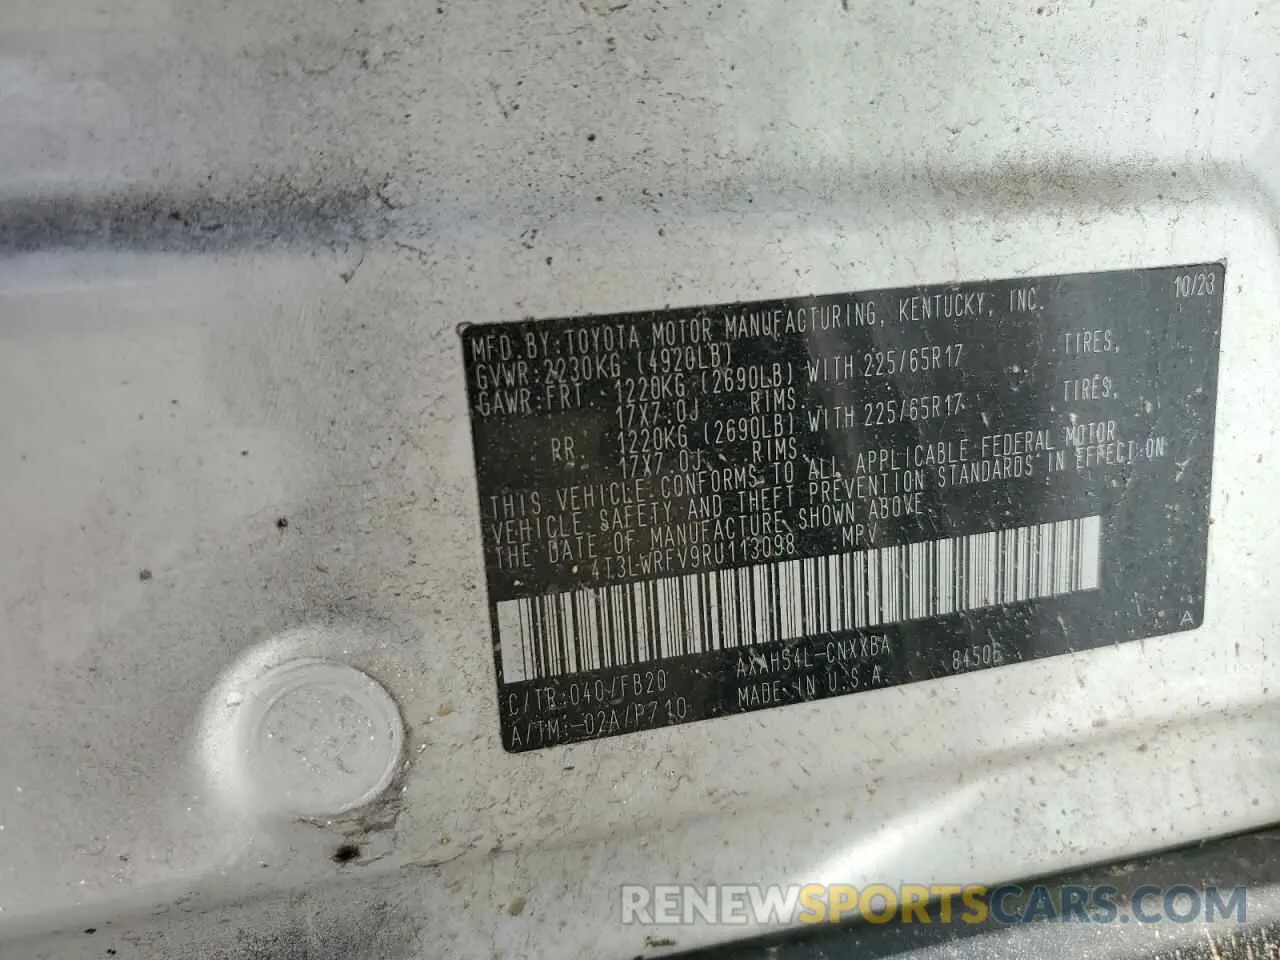 10/23
MFD.BY:TOYOTA MOTOR MANUFACTURING, KENTUCKY, INC.
GVWR:2230KG (4920LB)
GAWR:FRT 1220KG (2690LB) WITH 225/65R17 TIRES,
17X7.0J RIMS.
RR 1220KG (2690LB) WITH 225/65R17 TIRES,
17X7.0J RIMS.
THIS VEHICLE CONFORMS TO ALL APPLICABLE FEDERAL MOTOR
VEHICLE SAFETY AND THEFT PREVENTION STANDARDS IN EFFECT ON
THE DATE OF MANUFACTURE SHOWN ABOVE.
4T3LWRFV9RU113098 MPV
C/TR:040/FB20 AXAH54L-CNXXBA 84506 A
A/TM:-02A/P710 MADE IN U.S.A.
RENEWSPORTSCARS.COM